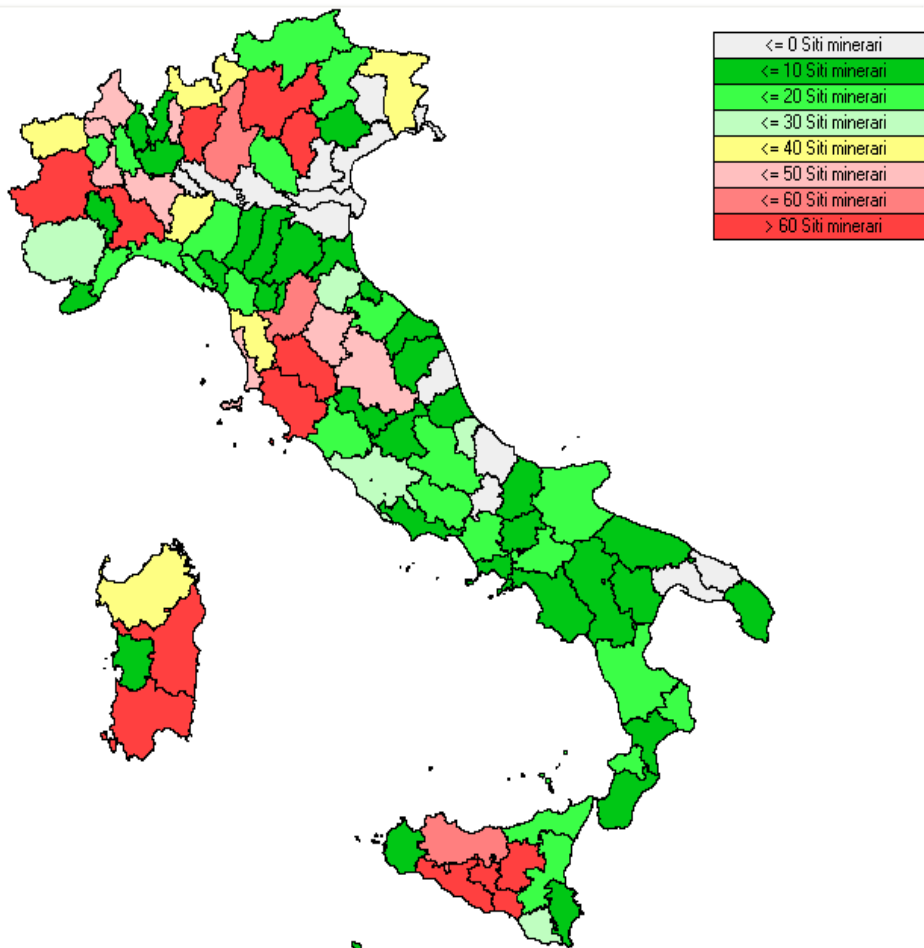 <= 0 Siti minerari
<= 10 Siti minerari
<= 20 Siti minerari
<= 30 Siti minerari
<= 40 Siti minerari
<= 50 Siti minerari
<= 60 Siti minerari
> 60 Siti minerari